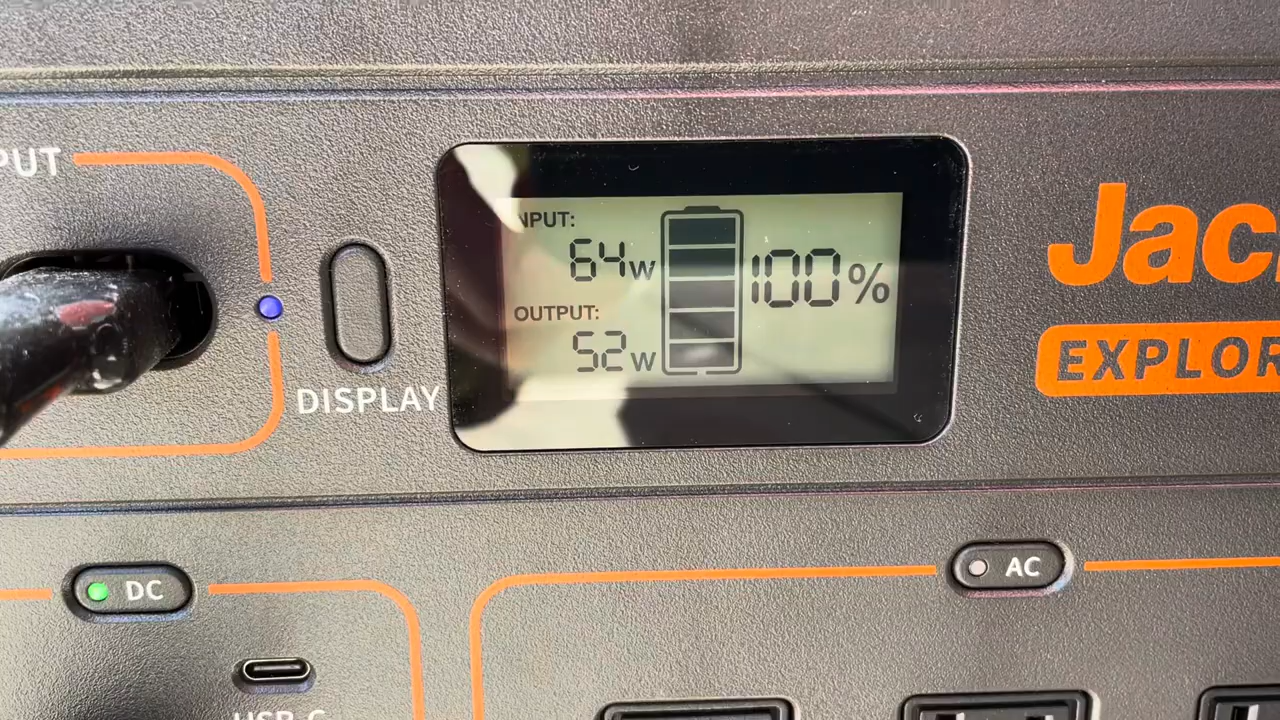 PUT
INPUT:
64W
100%
OUTPUT:
52W
DISPLAY
Jac
EXPLOR
DC
AC
USB-C